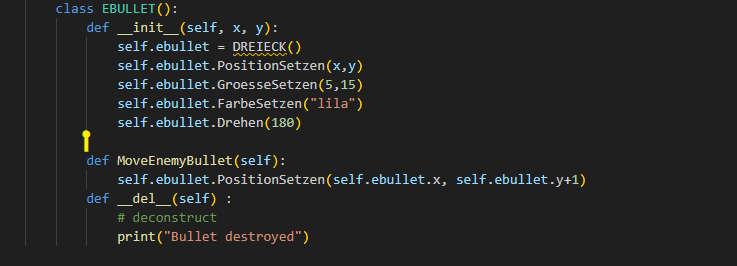 class EBULLET():
def __init__(self, x, y):
self.ebullet = DREIECK()
self.ebullet.PositionSetzen(x,y)
self.ebullet.GroesseSetzen(5,15)
self.ebullet.FarbeSetzen("lila")
self.ebullet.Drehen(180)
def MoveEnemyBullet(self):
self.ebullet.PositionSetzen(self.ebullet.x, self.ebullet.y+1)
def __del__(self) :
# deconstruct
print("Bullet destroyed")